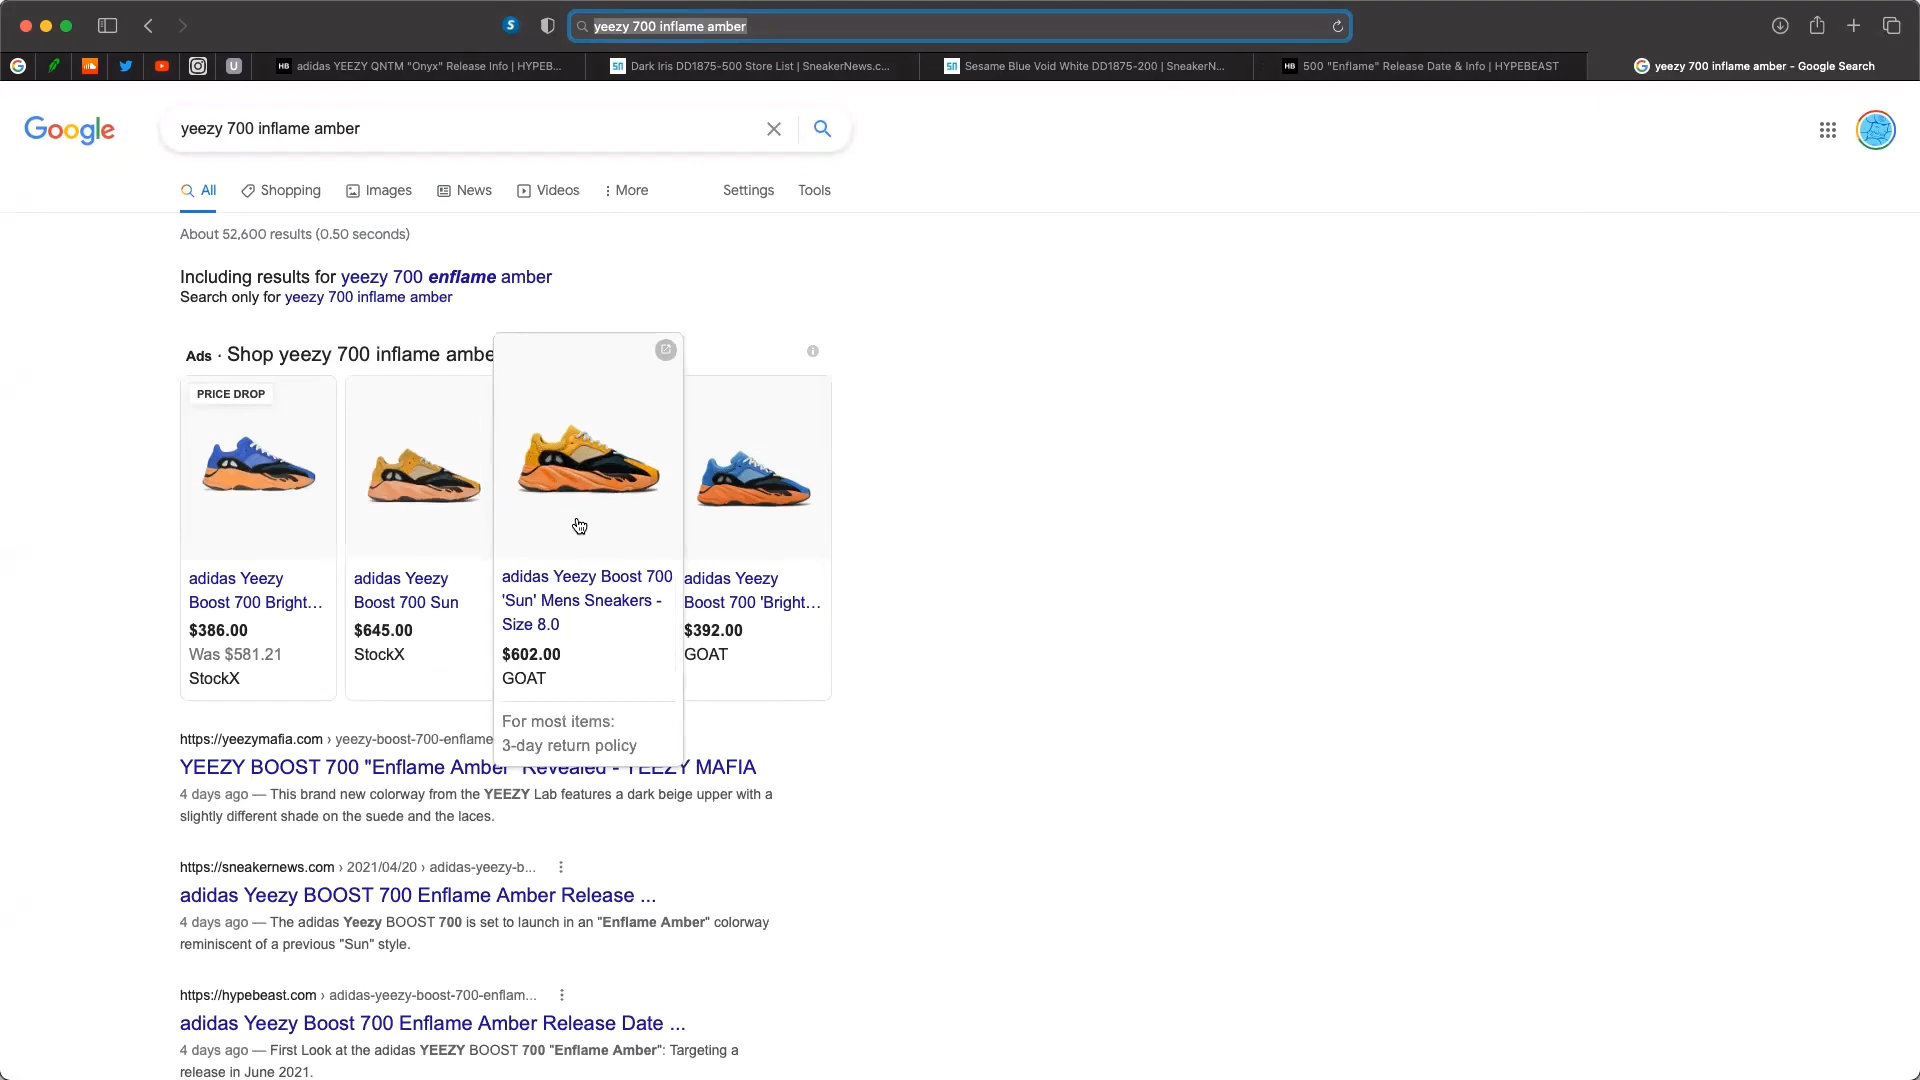 yeezy 700 inflame amber
S
U
HB adidas YEEZY QNTM "Onyx" Release Info | HYPEB...
sn Dark Iris DD1875-500 Store List | SneakerNews.c...
sn Sesame Blue Void White DD1875-200 | SneakerN...
HB 500 "Enflame" Release Date & Info | HYPEBEAST
G yeezy 700 inflame amber - Google Search
Google
yeezy 700 inflame amber
All
Shopping
Images
News
Videos
More
Settings
Tools
About 52,600 results (0.50 seconds)
Including results for yeezy 700 enflame amber
Search only for yeezy 700 inflame amber
Ads · Shop yeezy 700 inflame ambe
PRICE DROP
adidas Yeezy
Boost 700 Bright...
$386.00
Was $581.21
StockX
adidas Yeezy
Boost 700 Sun
$645.00
StockX
adidas Yeezy Boost 700
'Sun' Mens Sneakers -
Size 8.0
$602.00
GOAT
For most items:
3-day return policy
adidas Yeezy
Boost 700 'Bright...
$392.00
GOAT
https://yeezymafia.com › yeezy-boost-700-enflame
YEEZY BOOST 700 "Enflame Amber" Revealed - YEEZY MAFIA
4 days ago — This brand new colorway from the YEEZY Lab features a dark beige upper with a
slightly different shade on the suede and the laces.
https://sneakernews.com › 2021/04/20 › adidas-yeezy-b...
adidas Yeezy BOOST 700 Enflame Amber Release ...
4 days ago — The adidas Yeezy BOOST 700 is set to launch in an "Enflame Amber" colorway
reminiscent of a previous "Sun" style.
https://hypebeast.com › adidas-yeezy-boost-700-enflam...
adidas Yeezy Boost 700 Enflame Amber Release Date ...
4 days ago — First Look at the adidas YEEZY BOOST 700 "Enflame Amber": Targeting a
release in June 2021.